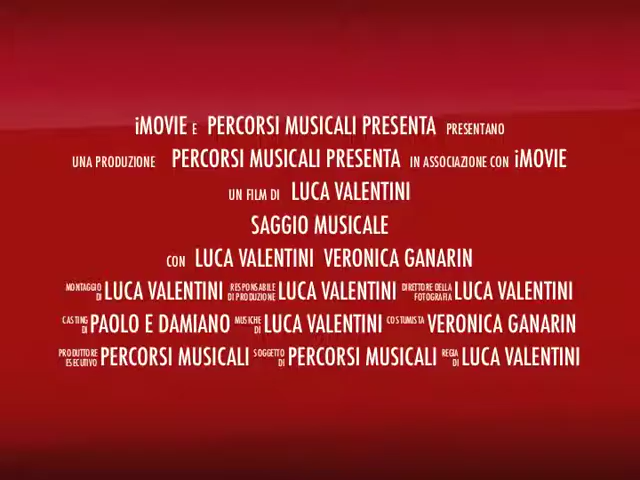 iMOVIE E PERCORSI MUSICALI PRESENTA PRESENTANO
UNA PRODUZIONE PERCORSI MUSICALI PRESENTA IN ASSOCIAZIONE CON iMOVIE
UN FILM DI LUCA VALENTINI
SAGGIO MUSICALE
CON LUCA VALENTINI VERONICA GANARIN
MONTAGGIO DI LUCA VALENTINI RESPONSABILE DI PRODUZIONE LUCA VALENTINI DIRETTORE DELLA FOTOGRAFIA LUCA VALENTINI
CASTING DI PAOLO E DAMIANO MUSICHE DI LUCA VALENTINI COSTUMISTA VERONICA GANARIN
PRODUTTORE ESECUTIVO PERCORSI MUSICALI SOGGETTO DI PERCORSI MUSICALI REGIA DI LUCA VALENTINI